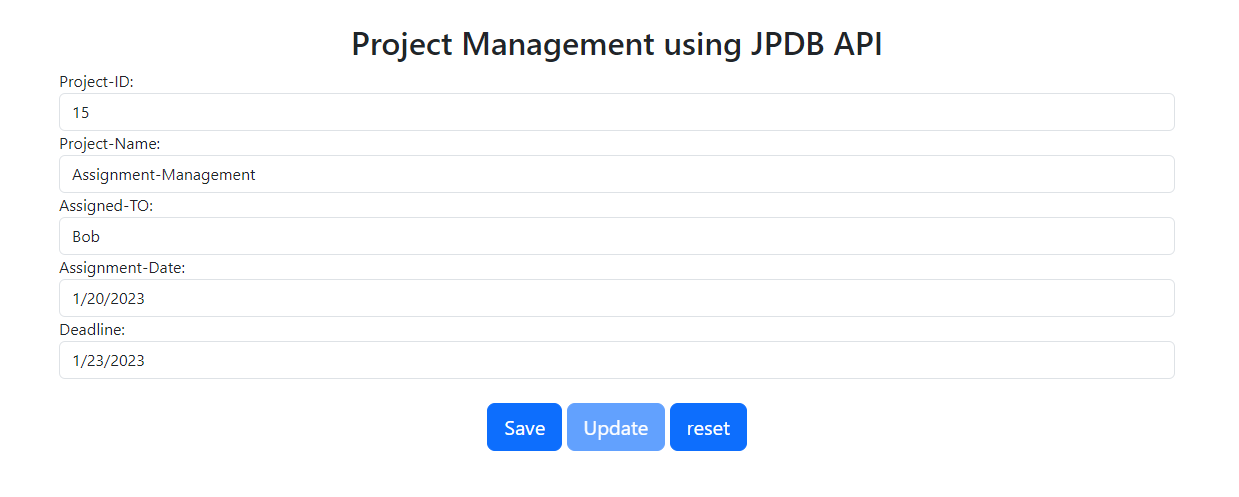 Project Management using JPDB API
Project-ID:
15
Project-Name:
Assignment-Management
Assigned-TO:
Bob
Assignment-Date:
1/20/2023
Deadline:
1/23/2023
Save Update reset